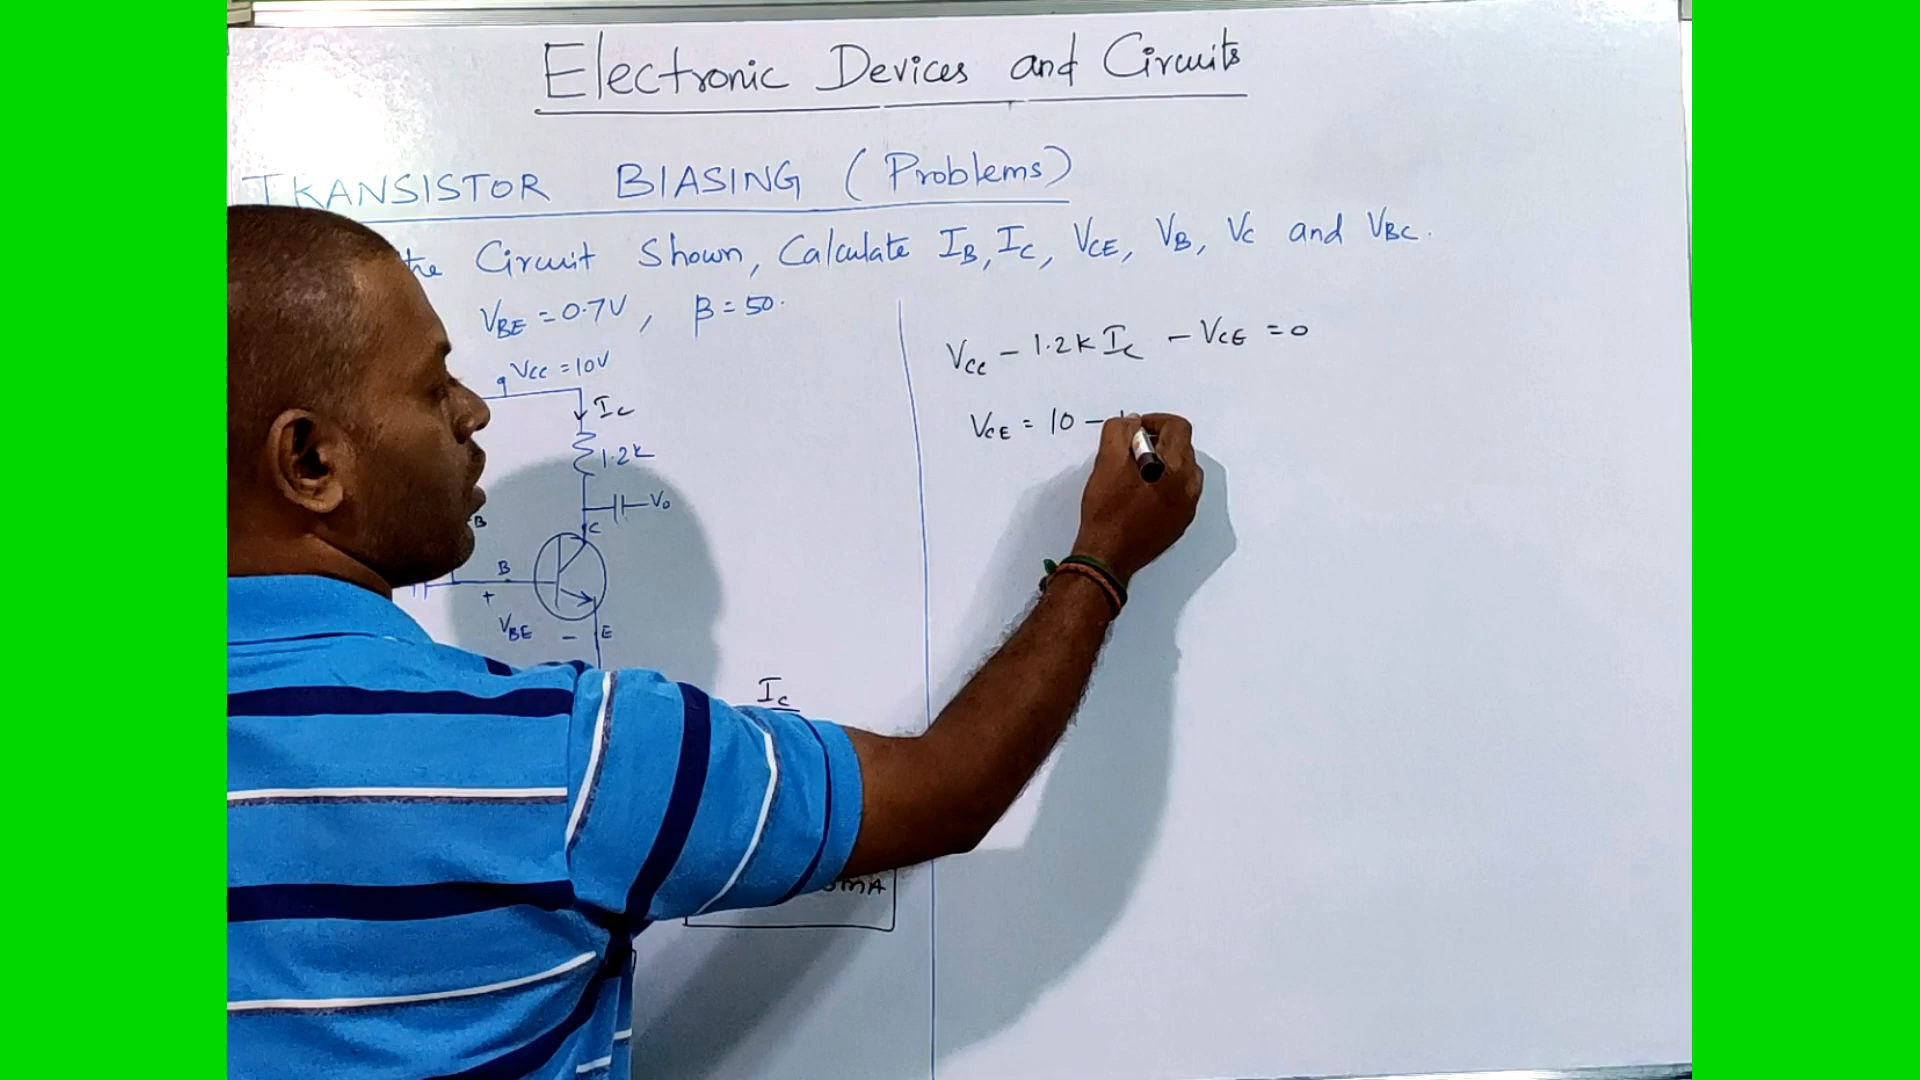 Electronic Devices and Circuits
TRANSISTOR BIASING (Problems)
the Circuit Shown, Calculate IB, IC, VCE, VB, VC and VBC.
VBE = 0.7V, β = 50.
VCC = 10V
IC
1.2K
Vo
C
B
B
+
VBE
-
E
IC
mA
VCC - 1.2K IC - VCE = 0
VCE = 10 -